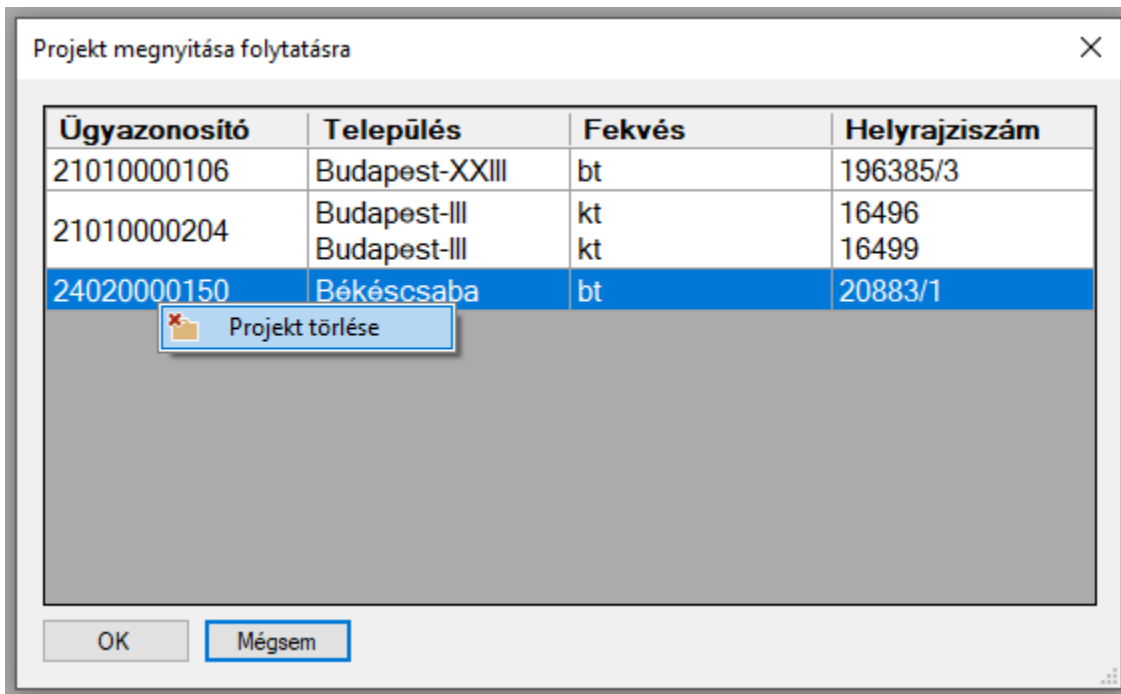 Projekt megnyitása folytatásra
Ügyazonosító Település Fekvés Helyrajziszám
21010000106 Budapest-XXIII bt 196385/3
21010000204 Budapest-III kt 16496
Budapest-III kt 16499
24020000150 Békéscsaba bt 20883/1
Projekt törlése
OK Mégsem